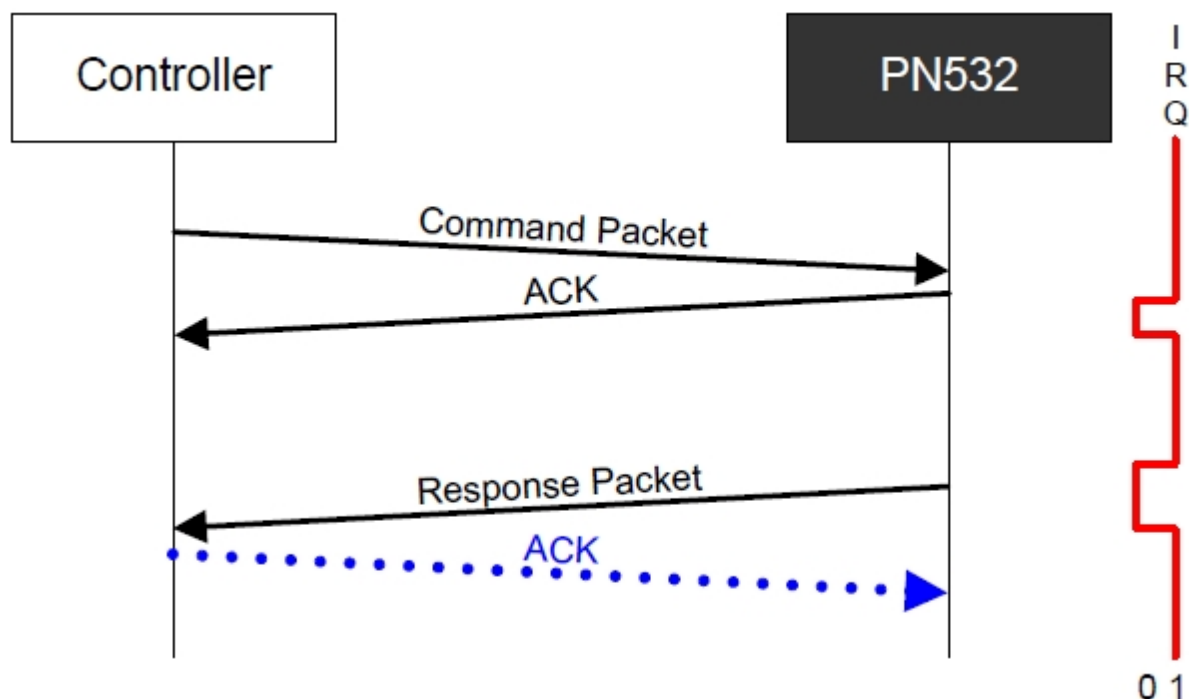 Controller
PN532
I
R
Q
Command Packet
ACK
Response Packet
ACK
0 1